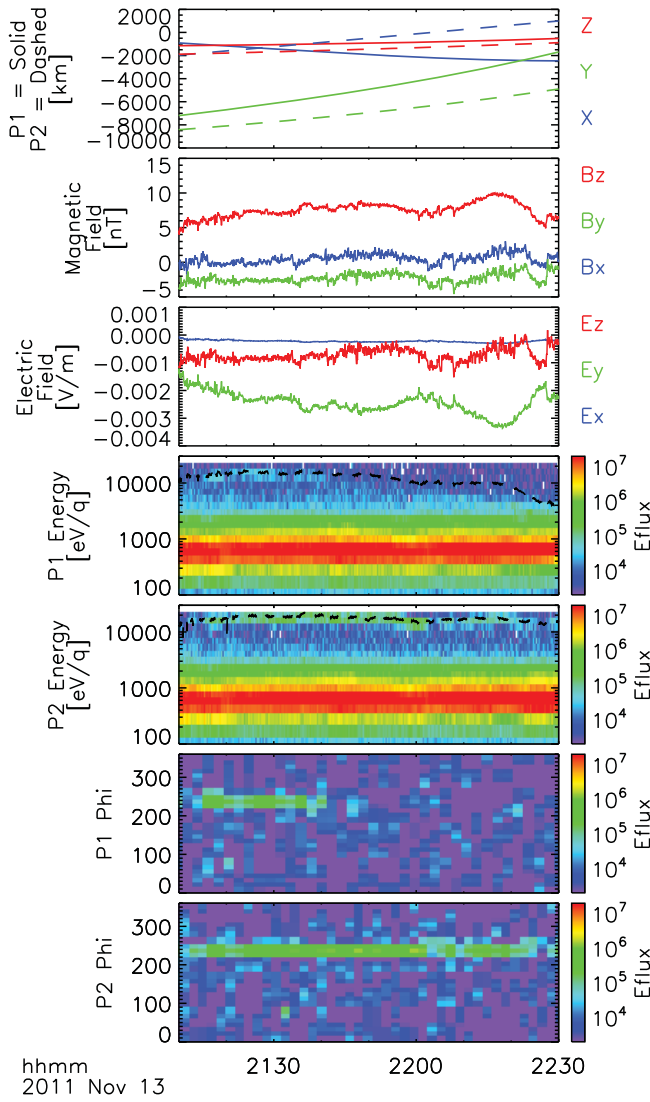 P1 = Solid
P2 = Dashed
[km]
2000
0
−2000
−4000
−6000
−8000
−10000
Z
Y
X
Magnetic
Field
[nT]
15
10
5
0
−5
Bz
By
Bx
Electric
Field
[V/m]
0.001
0.000
−0.001
−0.002
−0.003
−0.004
Ez
Ey
Ex
P1 Energy
[eV/q]
10000
1000
100
10⁷
10⁶
10⁵
10⁴
Eflux
P2 Energy
[eV/q]
10000
1000
100
10⁷
10⁶
10⁵
10⁴
Eflux
P1 Phi
300
200
100
0
10⁷
10⁶
10⁵
10⁴
Eflux
P2 Phi
300
200
100
0
10⁷
10⁶
10⁵
10⁴
Eflux
hhmm
2130 2200 2230
2011 Nov 13